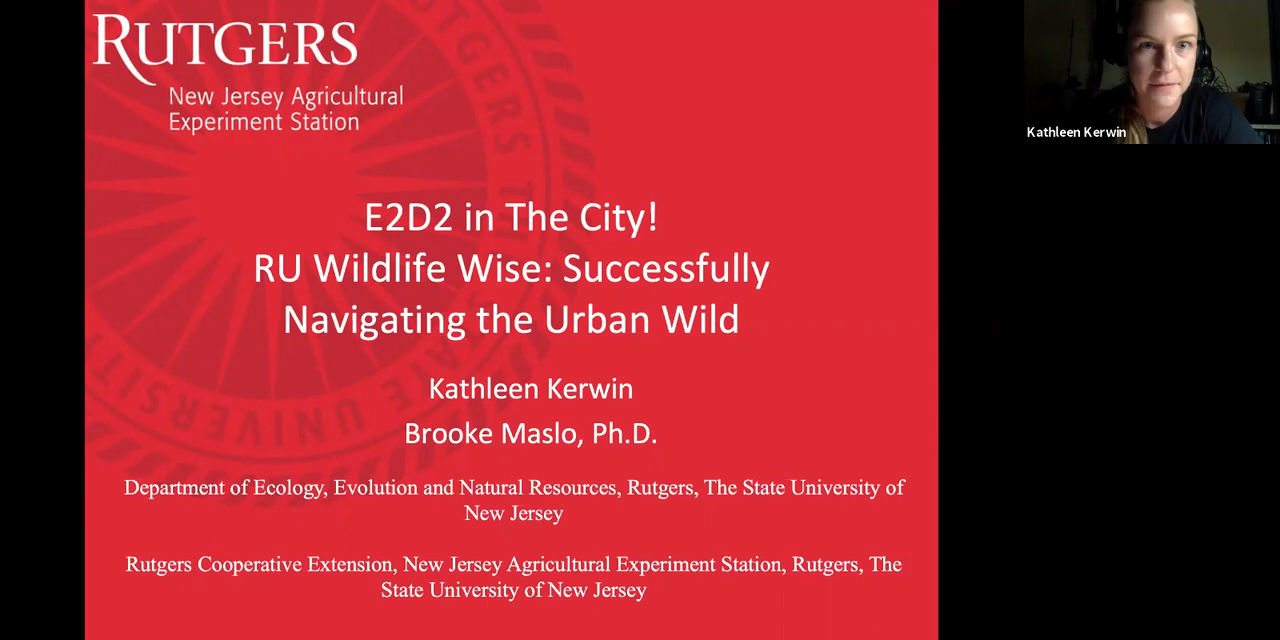 RUTGERS
New Jersey Agricultural
Experiment Station
Kathleen Kerwin
E2D2 in The City!
RU Wildlife Wise: Successfully
Navigating the Urban Wild
Kathleen Kerwin
Brooke Maslo, Ph.D.
Department of Ecology, Evolution and Natural Resources, Rutgers, The State University of
New Jersey
Rutgers Cooperative Extension, New Jersey Agricultural Experiment Station, Rutgers, The
State University of New Jersey